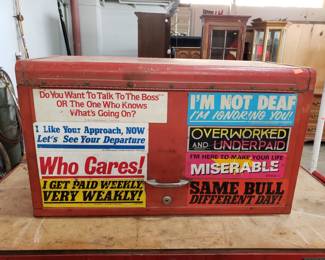 Do You Want To Talk To The Boss
OR The One Who Knows
What's Going On?
I Like Your Approach, NOW
Let's See Your Departure
Who Cares!
I GET PAID WEEKLY,
VERY WEAKLY!
I'M NOT DEAF
I'M IGNORING YOU!
OVERWORKED
AND UNDERPAID
I'M HERE TO MAKE YOUR LIFE
MISERABLE
SAME BULL
DIFFERENT DAY!